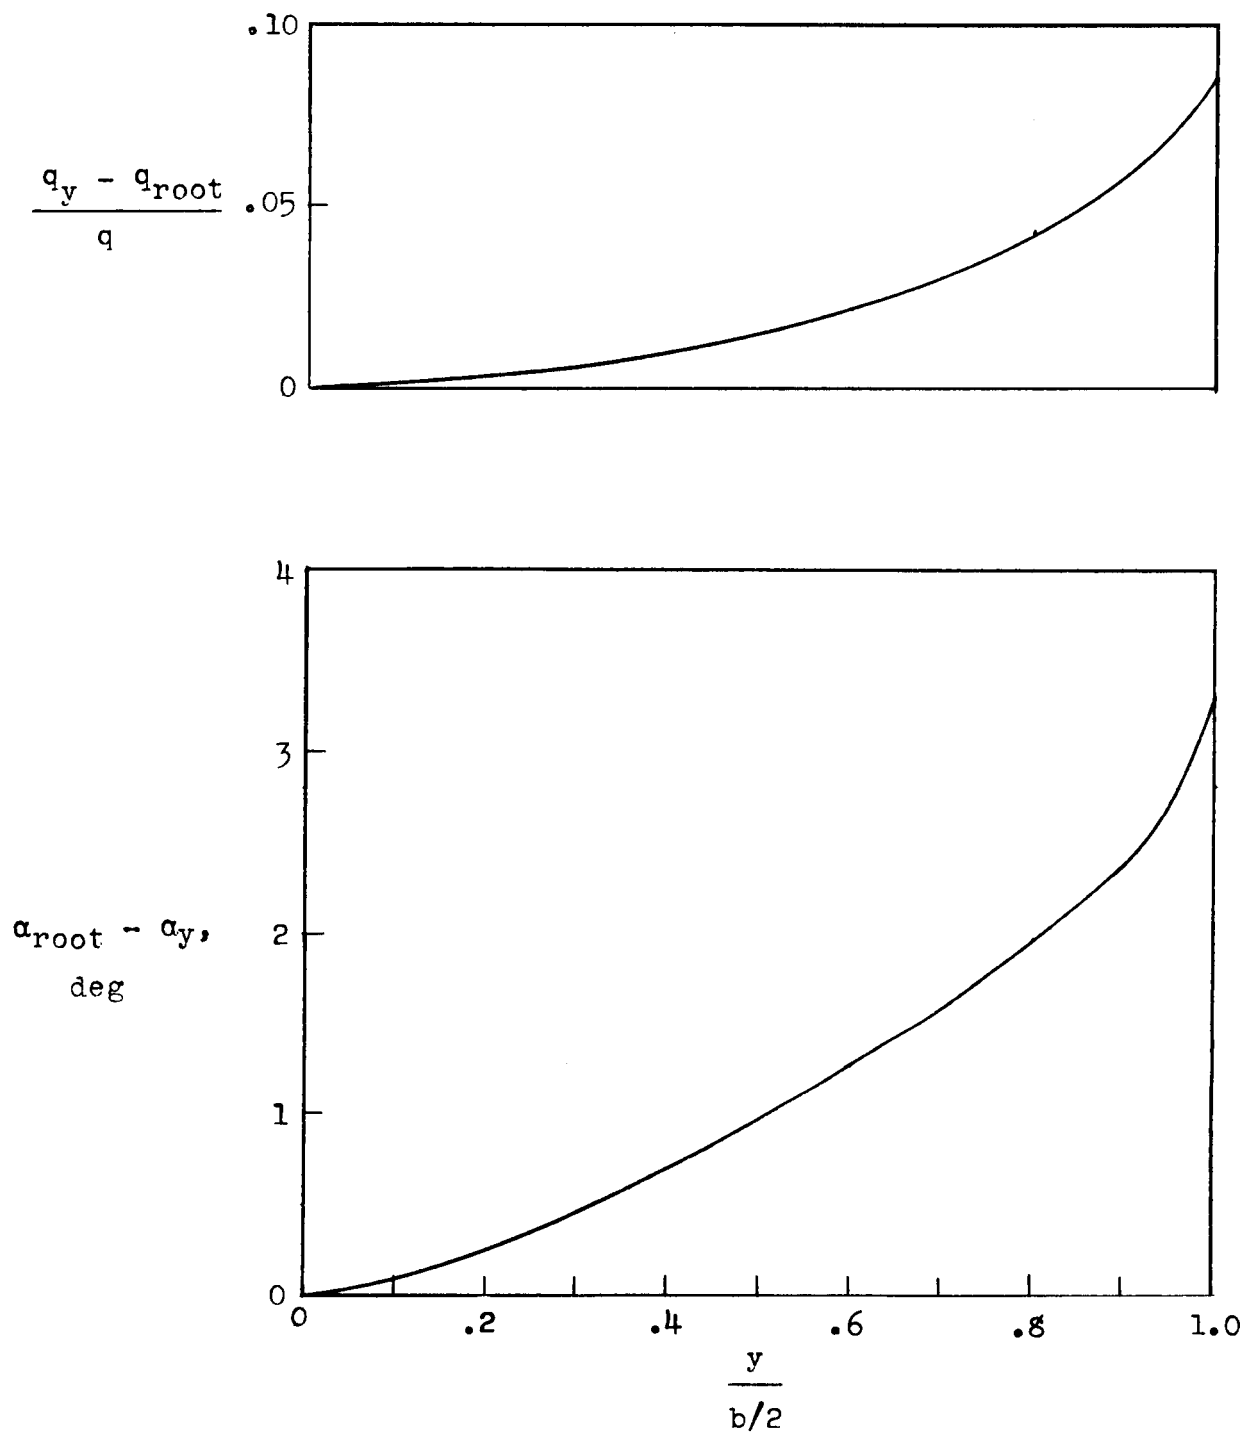 .10
q_y - q_root
.05
q
0
4
3
α_root - α_y,
2
deg
1
0
0 .2 .4 .6 .8 1.0
y
b/2